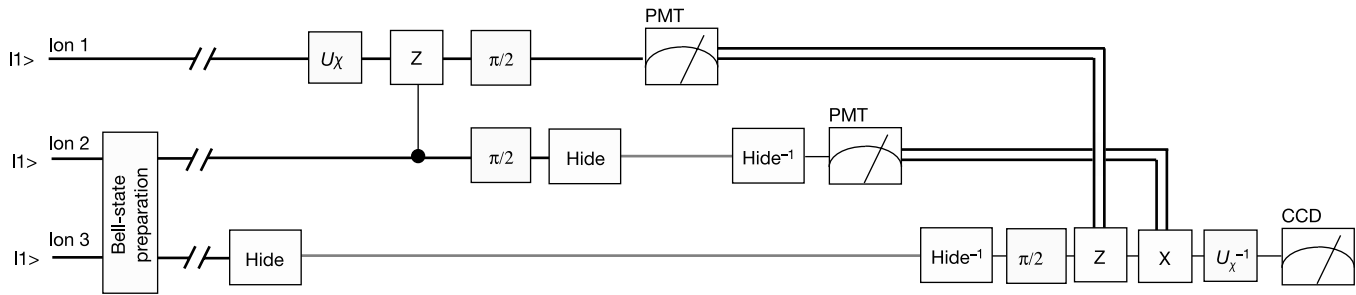 Ion 1
PMT
I1>
Uχ
Z
π/2
Ion 2
PMT
I1>
π/2
Hide
Hide⁻¹
Bell-state
preparation
Ion 3
CCD
I1>
Hide
Hide⁻¹
π/2
Z
X
Uχ⁻¹